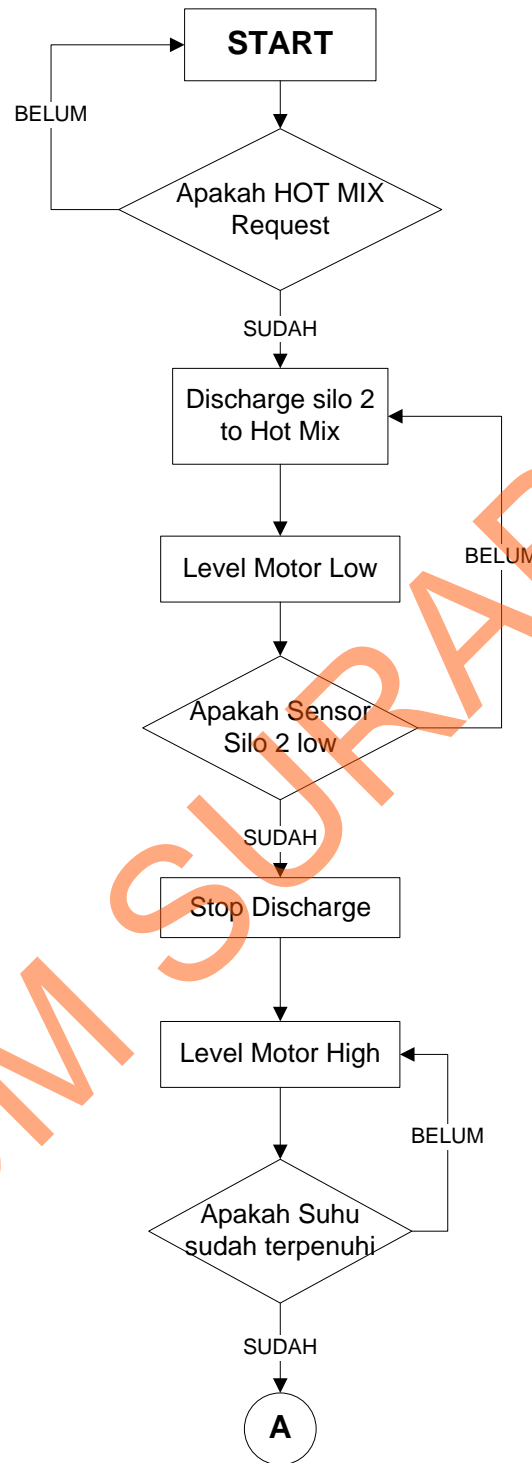 START
BELUM
Apakah HOT MIX
Request
SUDAH
Discharge silo 2
to Hot Mix
BELUM
Level Motor Low
Apakah Sensor
Silo 2 low
SUDAH
Stop Discharge
Level Motor High
BELUM
Apakah Suhu
sudah terpenuhi
SUDAH
A